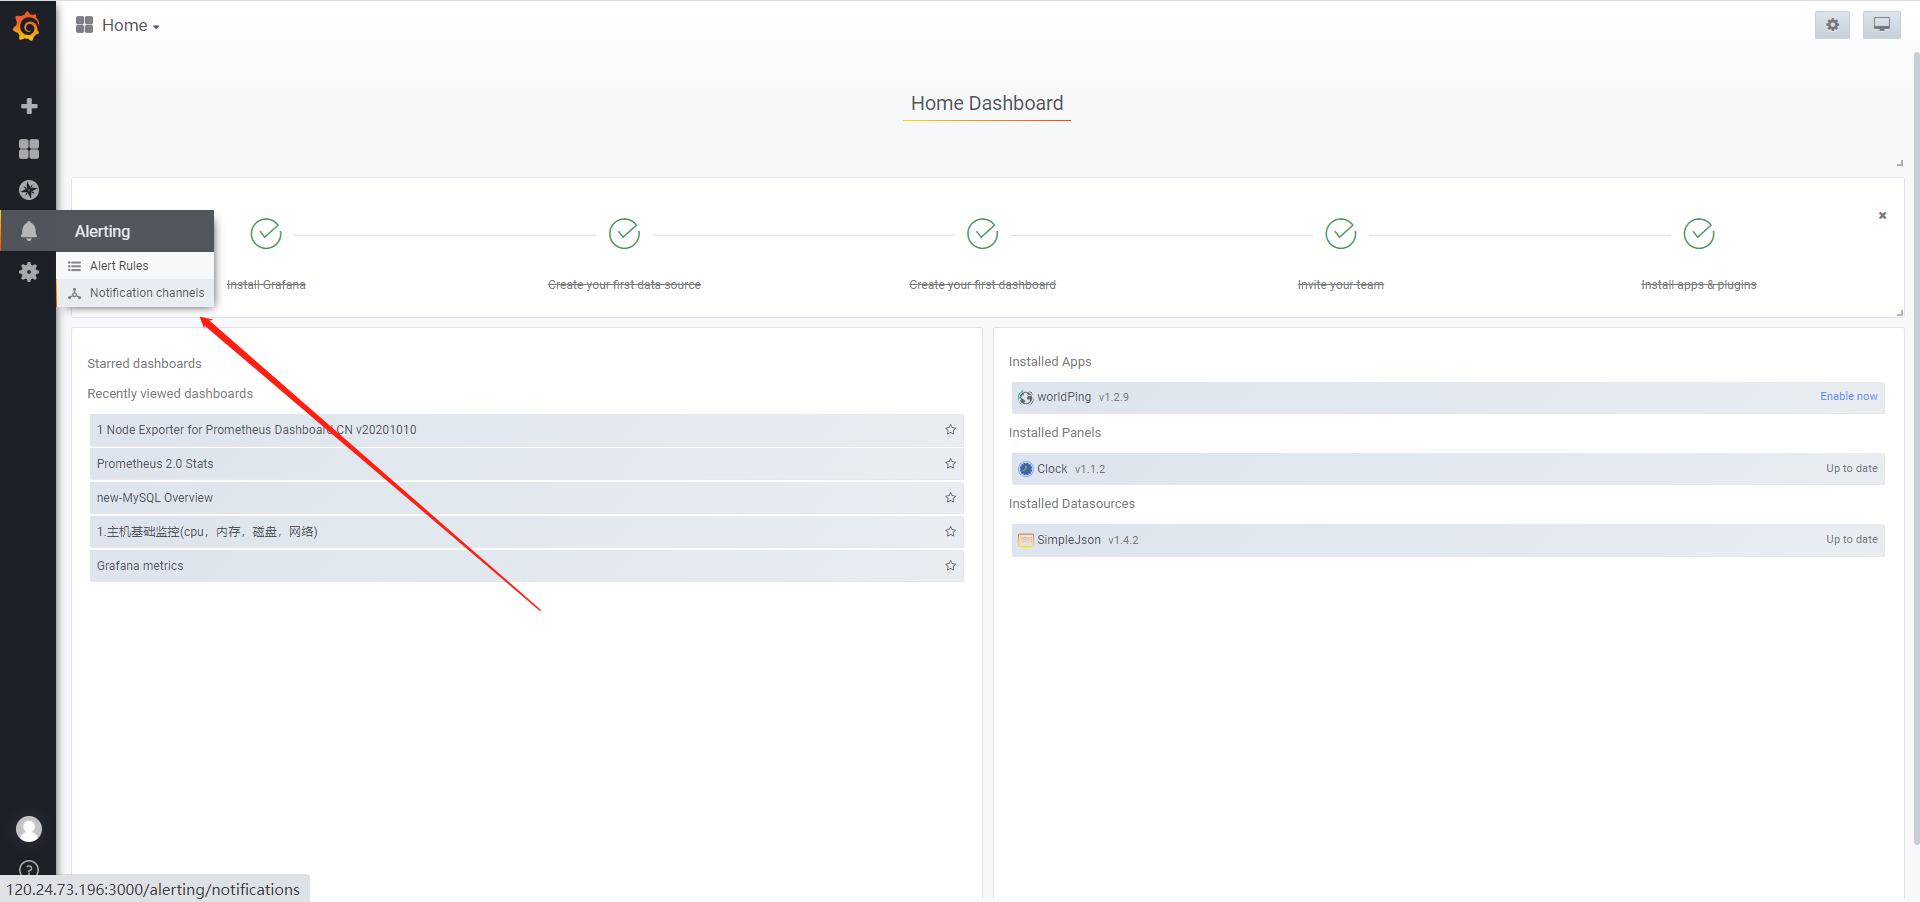 Home
Home Dashboard
Alerting
Alert Rules
Notification channels
Install Grafana
Create your first data source
Create your first dashboard
Invite your team
Install apps & plugins
Starred dashboards
Recently viewed dashboards
1 Node Exporter for Prometheus Dashboard CN v20201010
Prometheus 2.0 Stats
new-MySQL Overview
1.主机基础监控(cpu，内存，磁盘，网络)
Grafana metrics
Installed Apps
worldPing v1.2.9 Enable now
Installed Panels
Clock v1.1.2 Up to date
Installed Datasources
SimpleJson v1.4.2 Up to date
120.24.73.196:3000/alerting/notifications